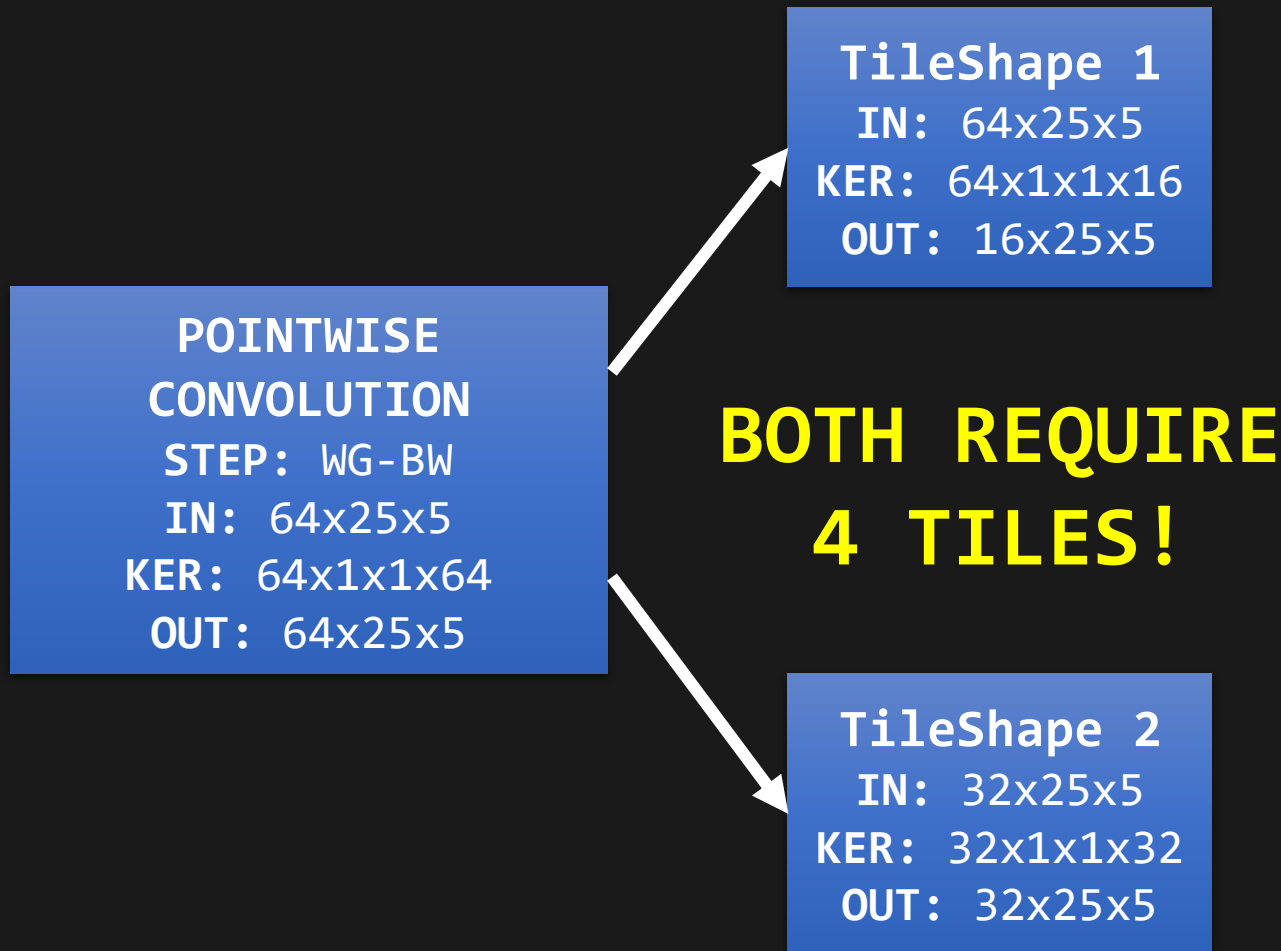 TileShape 1
IN: 64x25x5
KER: 64x1x1x16
OUT: 16x25x5
POINTWISE
CONVOLUTION
STEP: WG-BW
IN: 64x25x5
KER: 64x1x1x64
OUT: 64x25x5
BOTH REQUIRE
4 TILES!
TileShape 2
IN: 32x25x5
KER: 32x1x1x32
OUT: 32x25x5